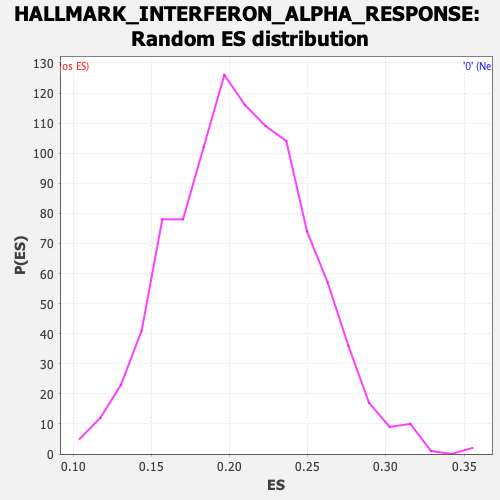 HALLMARK_INTERFERON_ALPHA_RESPONSE:
Random ES distribution
os ES)
'0' (Ne
130
120
110
100
90
80
70
60
50
40
30
20
10
0
P(ES)
0.10 0.15 0.20 0.25 0.30 0.35
ES